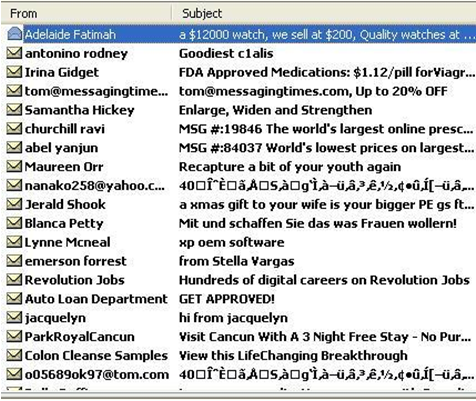 From Subject
Adelaide Fatimah a $12000 watch, we sell at $200, Quality watches at ...
antonino rodney Goodiest c1alis
Irina Gidget FDA Approved Medications: $1.12/pill for¥iagr...
tom@messagingtime... tom@messagingtimes.com, Up to 20% OFF
Samantha Hickey Enlarge, Widen and Strengthen
churchill ravi MSG #:19846 The world's largest online presc...
abel yanjun MSG #:84037 World's lowest prices on largest...
Maureen Orr Recapture a bit of your youth again
nanako258@yahoo.c...
Jerald Shook a xmas gift to your wife is your bigger PE gs ft...
Blanca Petty Mit und schaffen Sie das was Frauen wollern!
Lynne Mcneal xp oem software
emerson forrest from Stella Vargas
Revolution Jobs Hundreds of digital careers on Revolution Jobs
Auto Loan Department GET APPROVED!
jacquelyn hi from jacquelyn
ParkRoyalCancun Visit Cancun With A 3 Night Free Stay - No Pur...
Colon Cleanse Samples View this LifeChanging Breakthrough
o05689ok97@tom.com